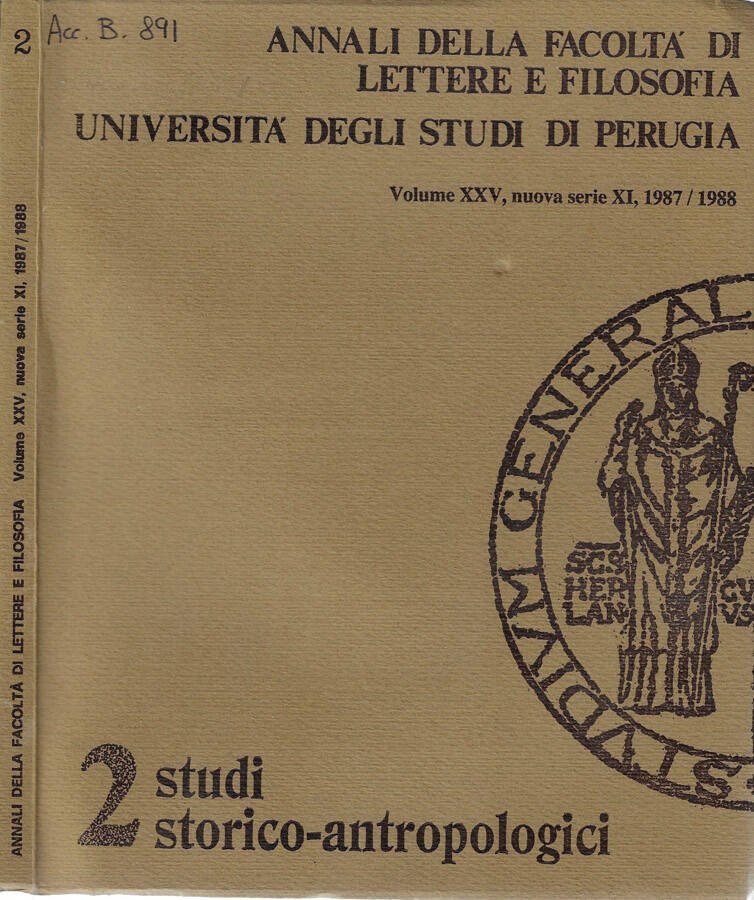 2
ANNALI DELLA FACOLTÀ DI LETTERE E FILOSOFIA Volume XXV, nuova serie XI, 1987/1988
Acc. B. 891
ANNALI DELLA FACOLTA´ DI
LETTERE E FILOSOFIA
UNIVERSITA´ DEGLI STUDI DI PERUGIA
Volume XXV, nuova serie XI, 1987/1988
STVDIVM GENERAL
SCS
HER
LAN
CV
VS
2 studi
storico-antropologici